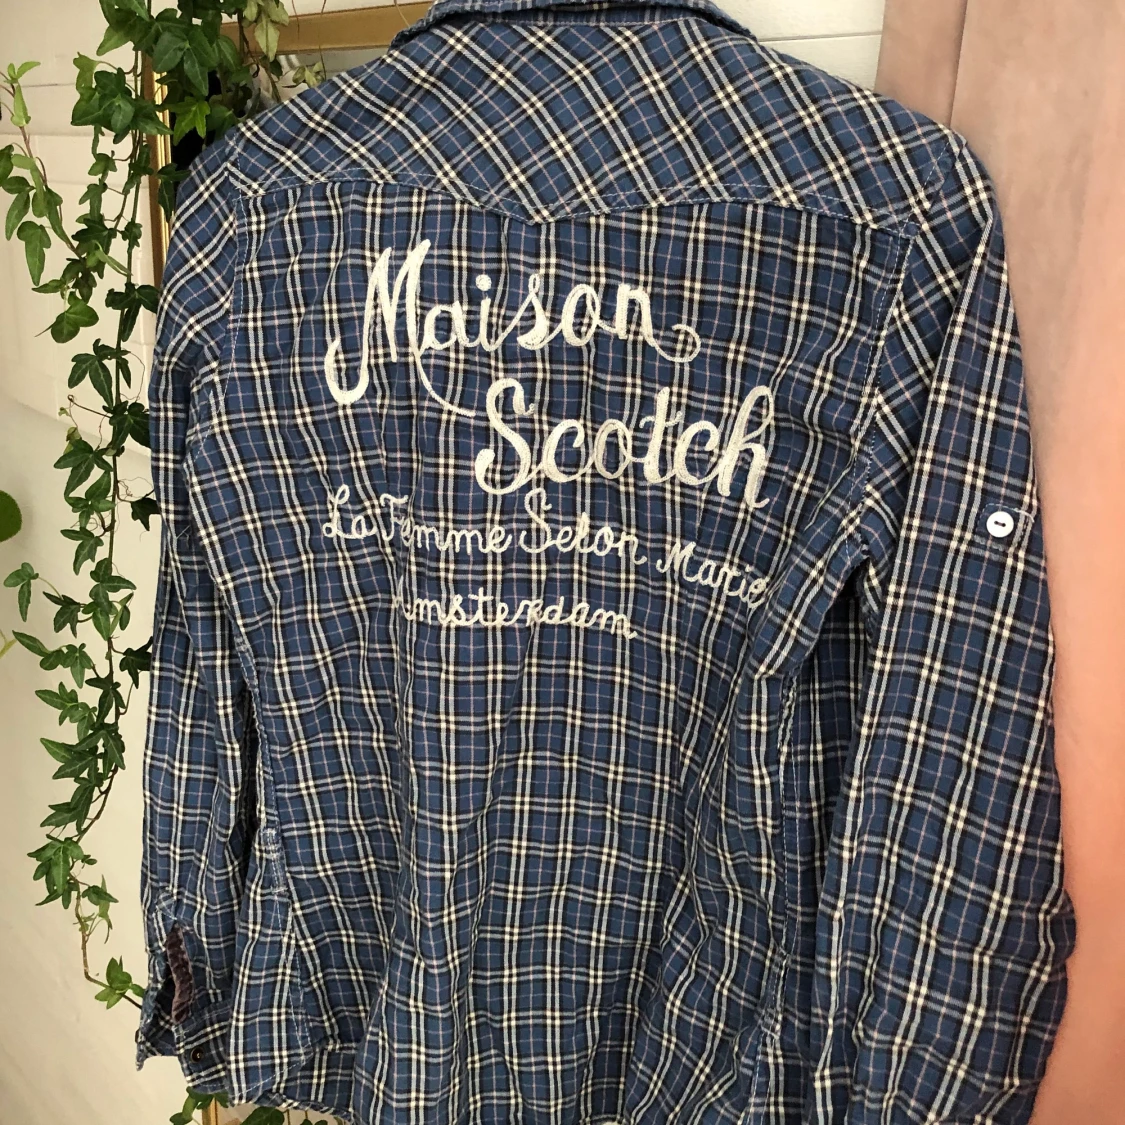 Maison
Scotch
La Femme Selon Marie
Amsterdam